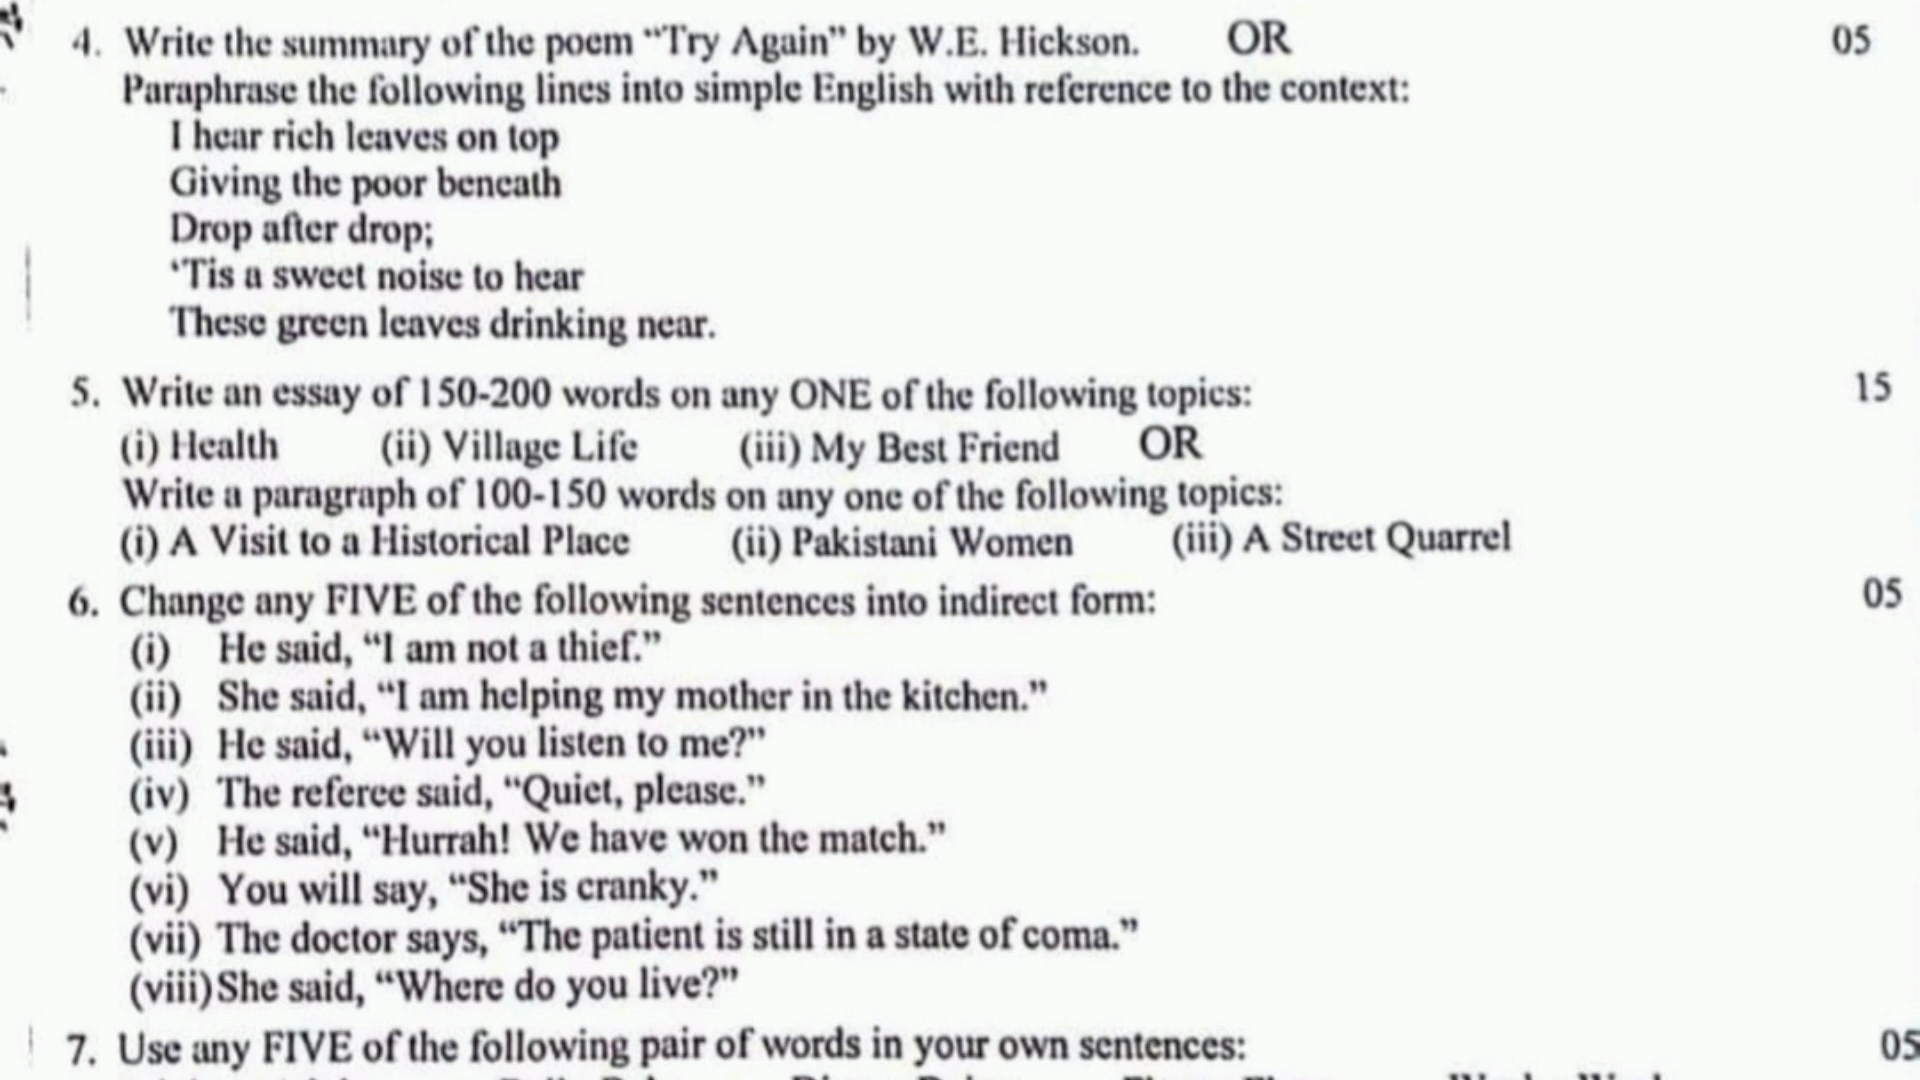 4. Write the summary of the poem “Try Again” by W.E. Hickson. OR 05
Paraphrase the following lines into simple English with reference to the context:
I hear rich leaves on top
Giving the poor beneath
Drop after drop;
‘Tis a sweet noise to hear
These green leaves drinking near.
5. Write an essay of 150-200 words on any ONE of the following topics: 15
(i) Health (ii) Village Life (iii) My Best Friend OR
Write a paragraph of 100-150 words on any one of the following topics:
(i) A Visit to a Historical Place (ii) Pakistani Women (iii) A Street Quarrel
6. Change any FIVE of the following sentences into indirect form: 05
(i) He said, “I am not a thief.”
(ii) She said, “I am helping my mother in the kitchen.”
(iii) He said, “Will you listen to me?”
(iv) The referee said, “Quiet, please.”
(v) He said, “Hurrah! We have won the match.”
(vi) You will say, “She is cranky.”
(vii) The doctor says, “The patient is still in a state of coma.”
(viii) She said, “Where do you live?”
7. Use any FIVE of the following pair of words in your own sentences: 05